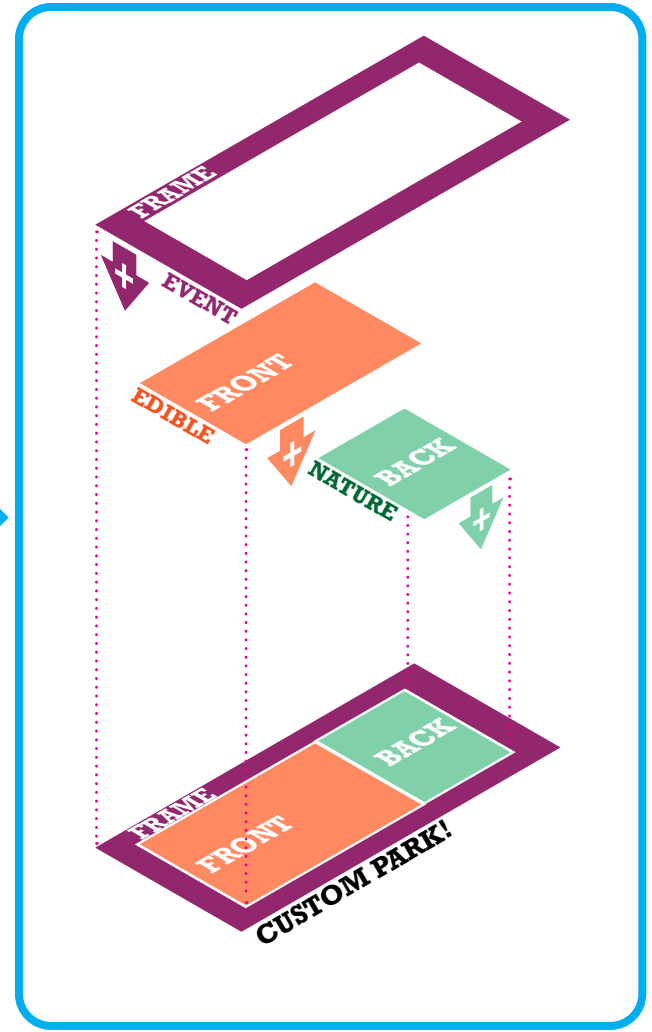 FRAME
EVENT
FRONT
EDIBLE
BACK
NATURE
BACK
FRAME
FRONT
CUSTOM PARK!